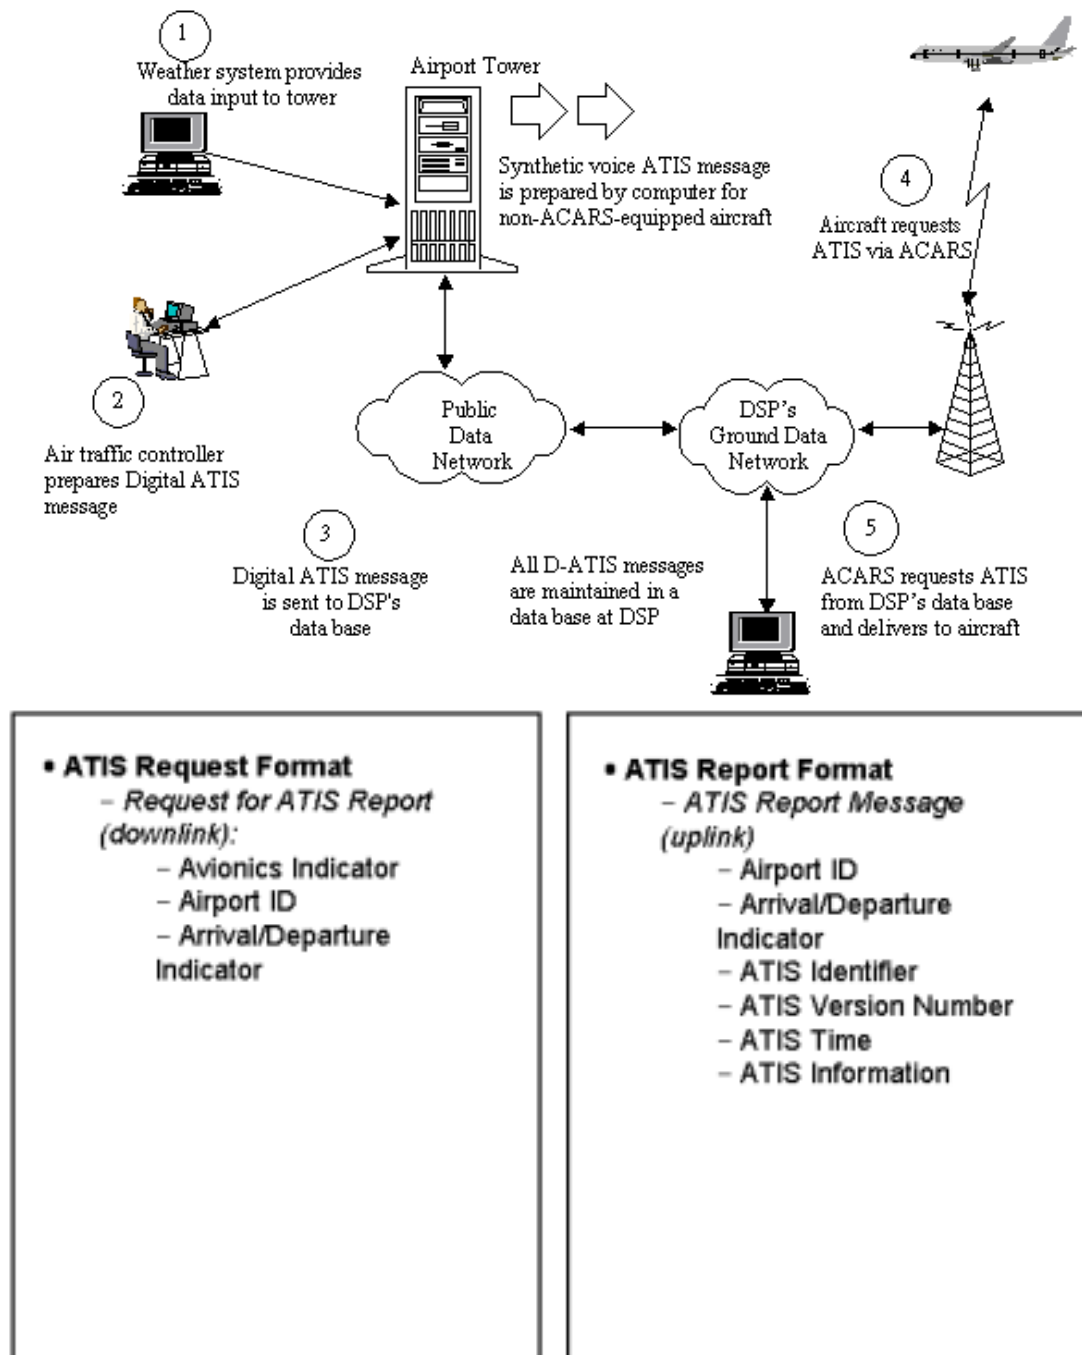 1
Weather system provides
data input to tower
Airport Tower
Synthetic voice ATIS message
is prepared by computer for
non-ACARS-equipped aircraft
4
Aircraft requests
ATIS via ACARS
2
Air traffic controller
prepares Digital ATIS
message
Public
Data
Network
DSP's
Ground Data
Network
3
Digital ATIS message
is sent to DSP's
data base
All D-ATIS messages
are maintained in a
data base at DSP
5
ACARS requests ATIS
from DSP's data base
and delivers to aircraft
• ATIS Request Format
– Request for ATIS Report
(downlink):
– Avionics Indicator
– Airport ID
– Arrival/Departure
Indicator
• ATIS Report Format
– ATIS Report Message
(uplink)
– Airport ID
– Arrival/Departure
Indicator
– ATIS Identifier
– ATIS Version Number
– ATIS Time
– ATIS Information